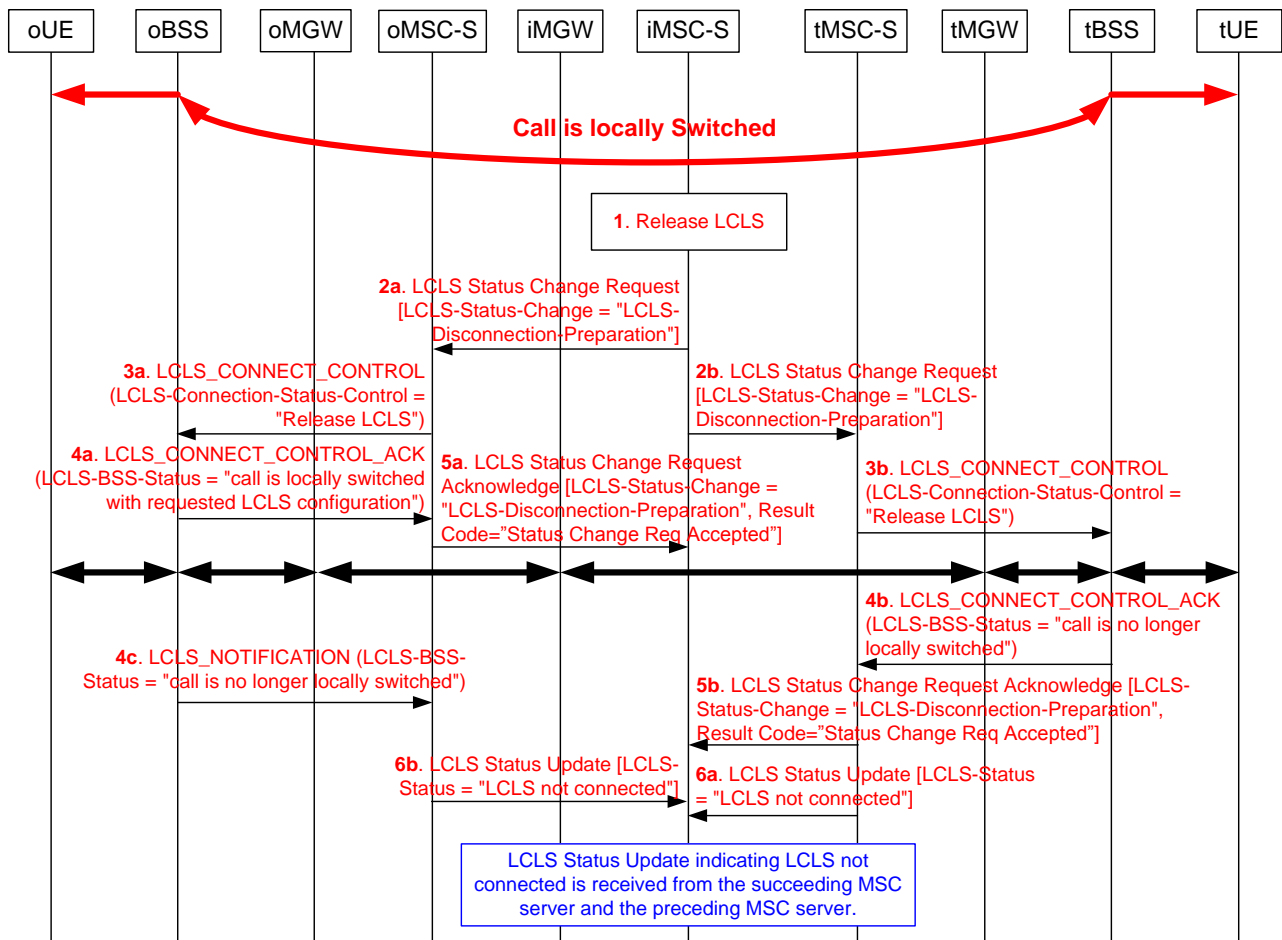 oUE
oBSS
oMGW
oMSC-S
iMGW
iMSC-S
tMSC-S
tMGW
tBSS
tUE
Call is locally Switched
1. Release LCLS
2a. LCLS Status Change Request
[LCLS-Status-Change = "LCLS-
Disconnection-Preparation"]
3a. LCLS_CONNECT_CONTROL
(LCLS-Connection-Status-Control =
"Release LCLS")
2b. LCLS Status Change Request
[LCLS-Status-Change = "LCLS-
Disconnection-Preparation"]
4a. LCLS_CONNECT_CONTROL_ACK
(LCLS-BSS-Status = "call is locally switched
with requested LCLS configuration")
5a. LCLS Status Change Request
Acknowledge [LCLS-Status-Change =
"LCLS-Disconnection-Preparation", Result
Code=”Status Change Req Accepted”]
3b. LCLS_CONNECT_CONTROL
(LCLS-Connection-Status-Control =
"Release LCLS")
4b. LCLS_CONNECT_CONTROL_ACK
(LCLS-BSS-Status = "call is no longer
locally switched")
4c. LCLS_NOTIFICATION (LCLS-BSS-
Status = "call is no longer locally switched")
5b. LCLS Status Change Request Acknowledge [LCLS-
Status-Change = "LCLS-Disconnection-Preparation",
Result Code=”Status Change Req Accepted”]
6b. LCLS Status Update [LCLS-
Status = "LCLS not connected"]
6a. LCLS Status Update [LCLS-Status
= "LCLS not connected"]
LCLS Status Update indicating LCLS not
connected is received from the succeeding MSC
server and the preceding MSC server.